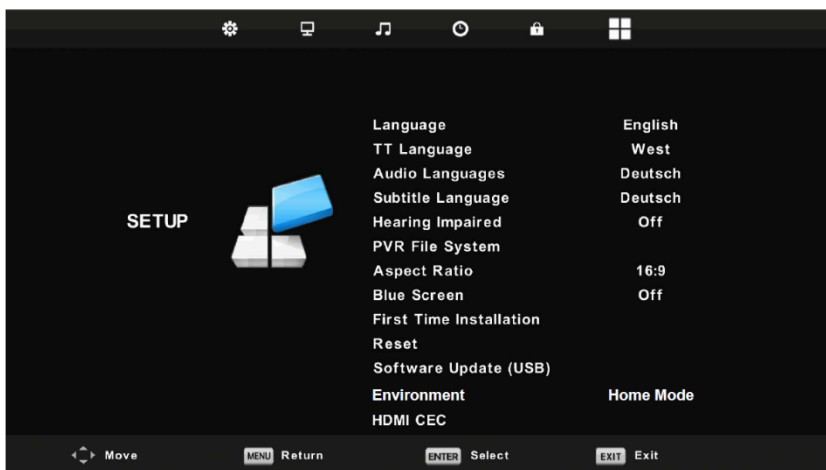 Language English
TT Language West
Audio Languages Deutsch
Subtitle Language Deutsch
SETUP
Hearing Impaired Off
PVR File System
Aspect Ratio 16:9
Blue Screen Off
First Time Installation
Reset
Software Update (USB)
Environment Home Mode
HDMI CEC
Move MENU Return ENTER Select EXIT Exit